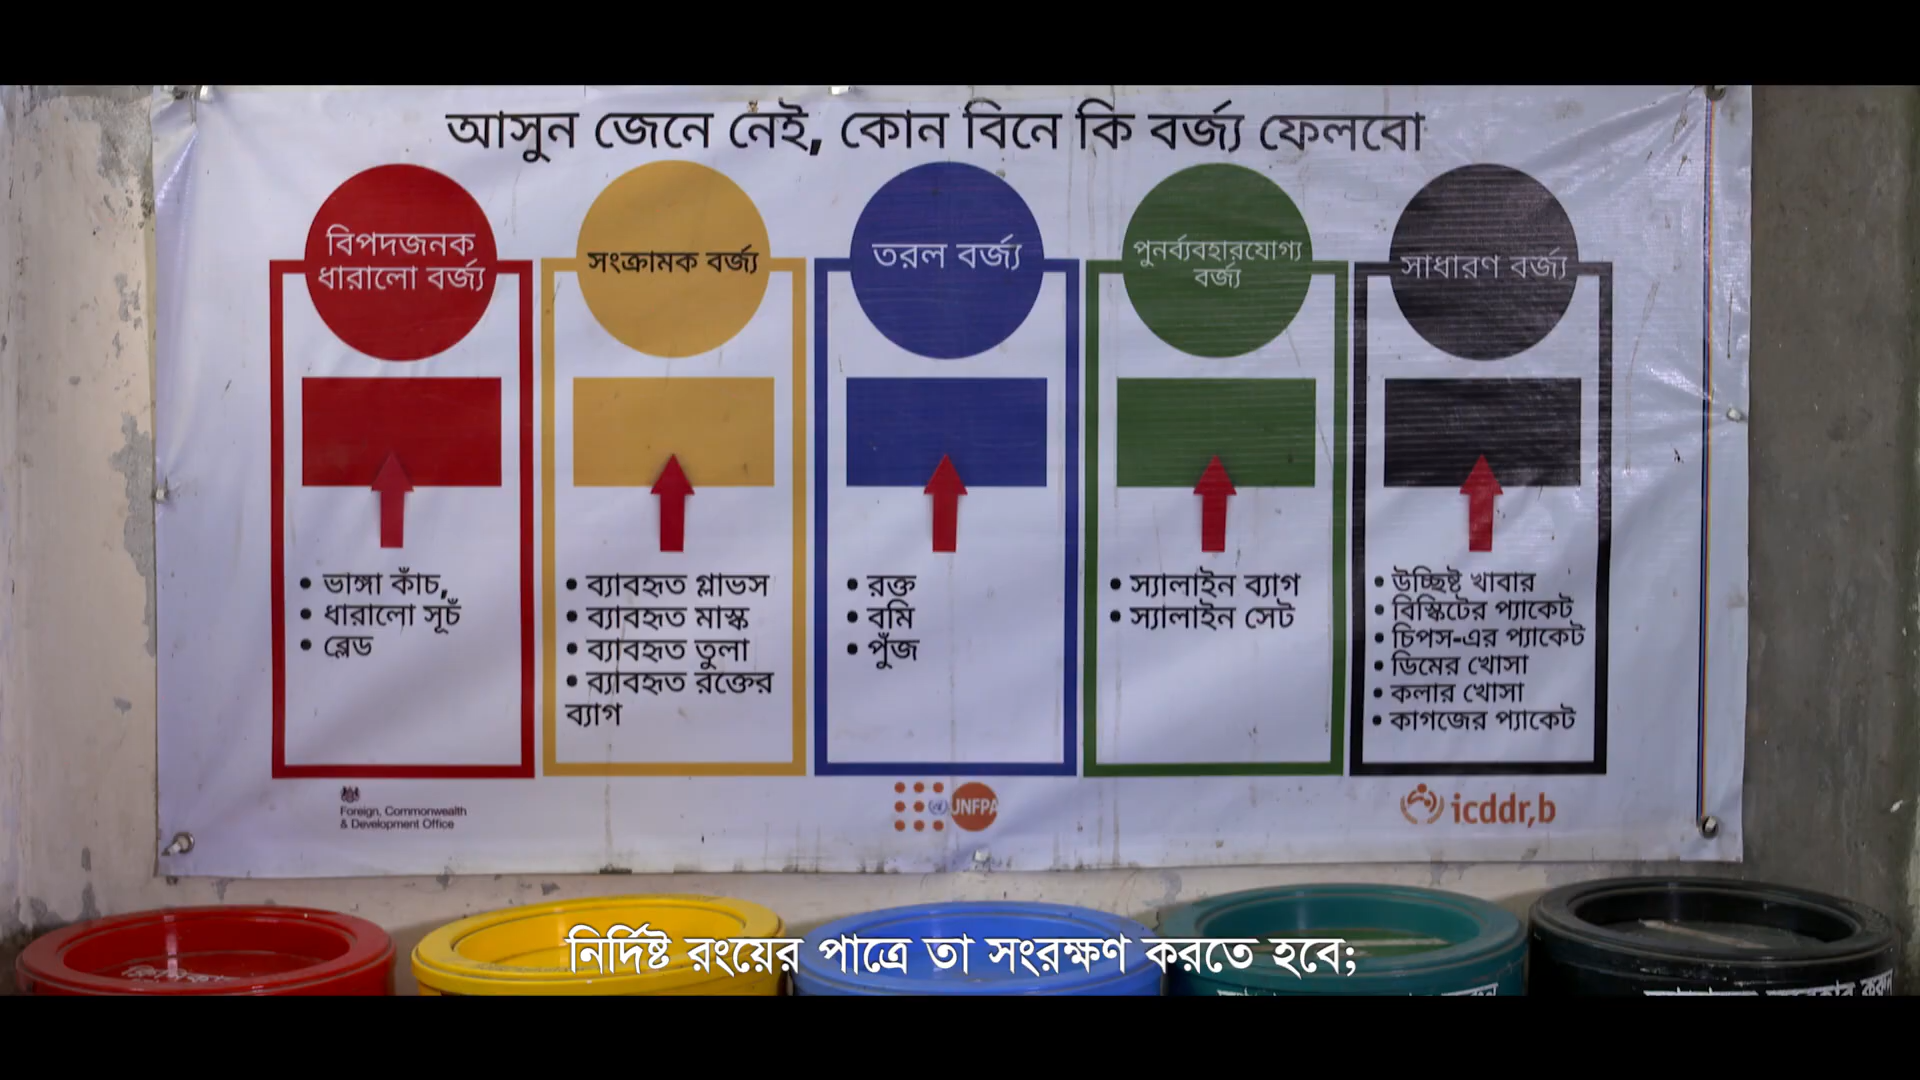 আসুন জেনে নেই, কোন বিনে কি বর্জ্য ফেলবো
বিপদজনক
ধারালো বর্জ্য
• ভাঙ্গা কাঁচ,
• ধারালো সূচঁ
• ব্লেড
সংক্রামক বর্জ্য
• ব্যাবহৃত গ্লাভস
• ব্যাবহৃত মাস্ক
• ব্যাবহৃত তুলা
• ব্যাবহৃত রক্তের
ব্যাগ
তরল বর্জ্য
• রক্ত
• বমি
• পুঁজ
পুনর্ব্যবহারযোগ্য
বর্জ্য
• স্যালাইন ব্যাগ
• স্যালাইন সেট
সাধারণ বর্জ্য
• উচ্ছিষ্ট খাবার
• বিস্কিটের প্যাকেট
• চিপস-এর প্যাকেট
• ডিমের খোসা
• কলার খোসা
• কাগজের প্যাকেট
Foreign, Commonwealth
& Development Office
UNFPA
icddr,b
নির্দিষ্ট রংয়ের পাত্রে তা সংরক্ষণ করতে হবে;